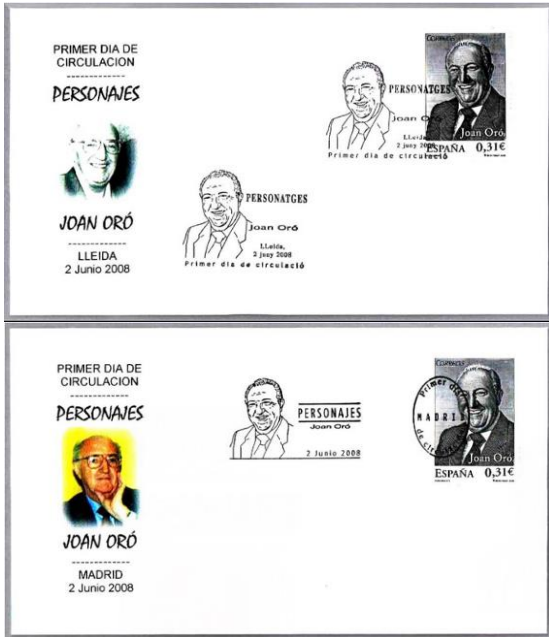 PRIMER DIA DE
CIRCULACION
PERSONAJES
JOAN ORÓ
LLEIDA
2 Junio 2008
PERSONATGES
Joan Oró
LLeida,
2 juny 2008
Primer dia de circulació
PERSONATGES
Joan Oró
LLeida,
2 juny 2008
Primer dia de circulació
CORREOS
Joan Oró
ESPAÑA 0,31€
PRIMER DIA DE
CIRCULACION
PERSONAJES
JOAN ORÓ
MADRID
2 Junio 2008
PERSONAJES
Joan Oró
2 Junio 2008
CORREOS
Primer día
MADRID
Joan Oró
ESPAÑA 0,31€